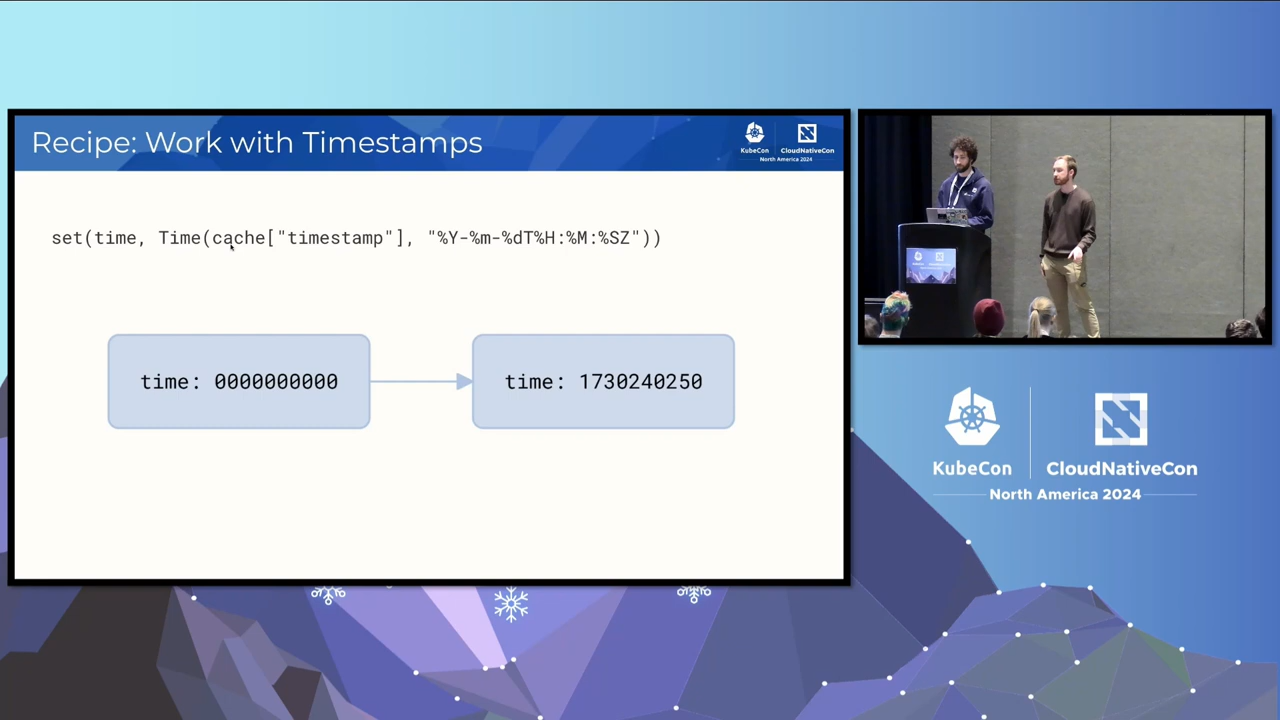 Recipe: Work with Timestamps
KubeCon
CloudNativeCon
North America 2024
set(time, Time(cache["timestamp"], "%Y-%m-%dT%H:%M:%SZ"))
time: 0000000000
time: 1730240250
KubeCon
CloudNativeCon
North America 2024